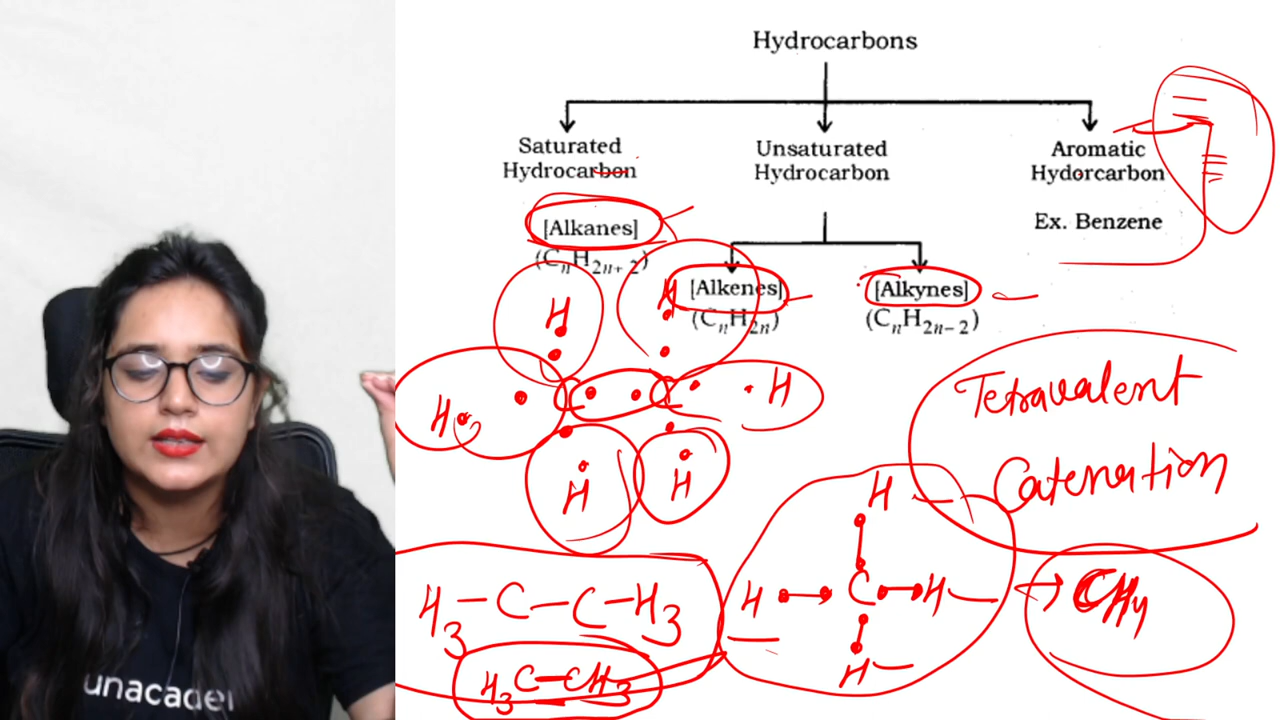 Hydrocarbons
Saturated Hydrocarbon
Unsaturated Hydrocarbon
Aromatic Hydorcarbon
[Alkanes]
(CnH2n+2)
Ex. Benzene
[Alkenes]
(CnH2n)
[Alkynes]
(CnH2n-2)
H H
H C C H
H H
Tetravalent
Catenation
H
H C H → CH4
H
H3-C-C-H3
H3C-CH3
unacade